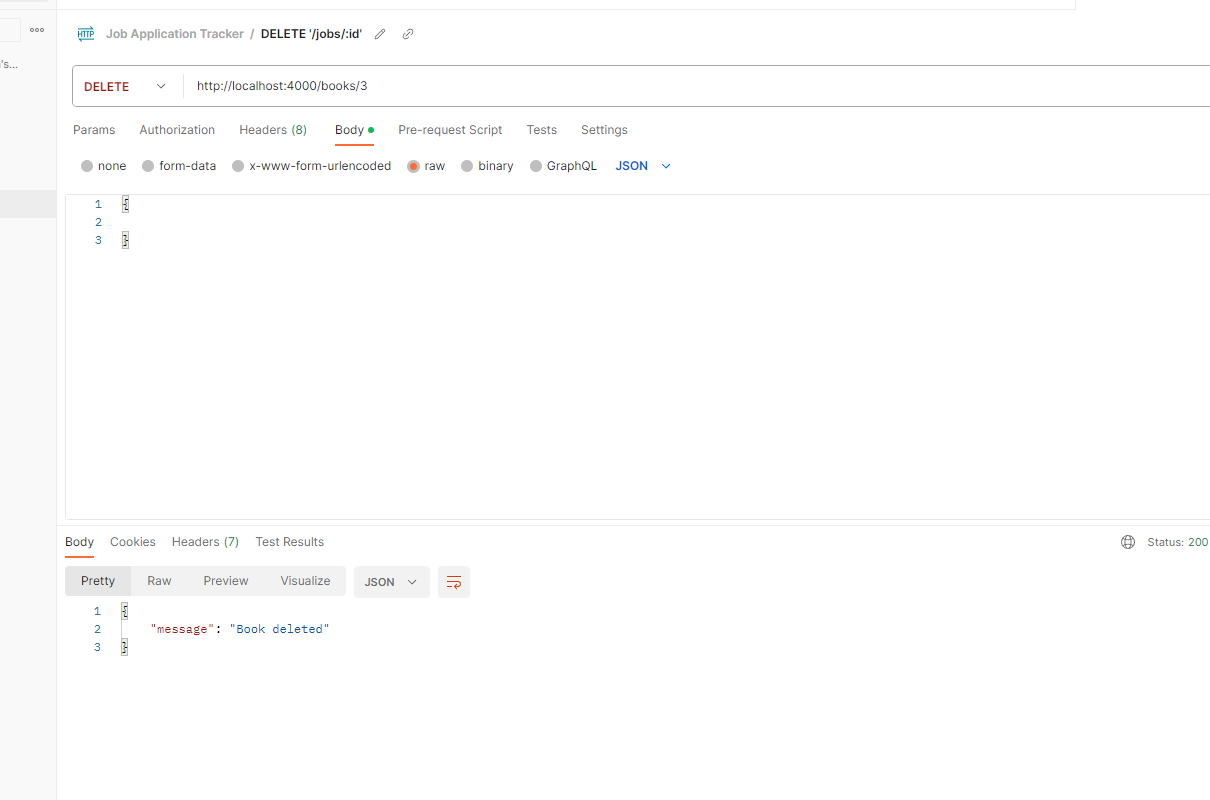 HTTP Job Application Tracker / DELETE '/jobs/:id'
's...
DELETE http://localhost:4000/books/3
Params Authorization Headers (8) Body Pre-request Script Tests Settings
none form-data x-www-form-urlencoded raw binary GraphQL JSON
1 {
2
3 }
Body Cookies Headers (7) Test Results Status: 200
Pretty Raw Preview Visualize JSON
1 {
2 "message": "Book deleted"
3 }